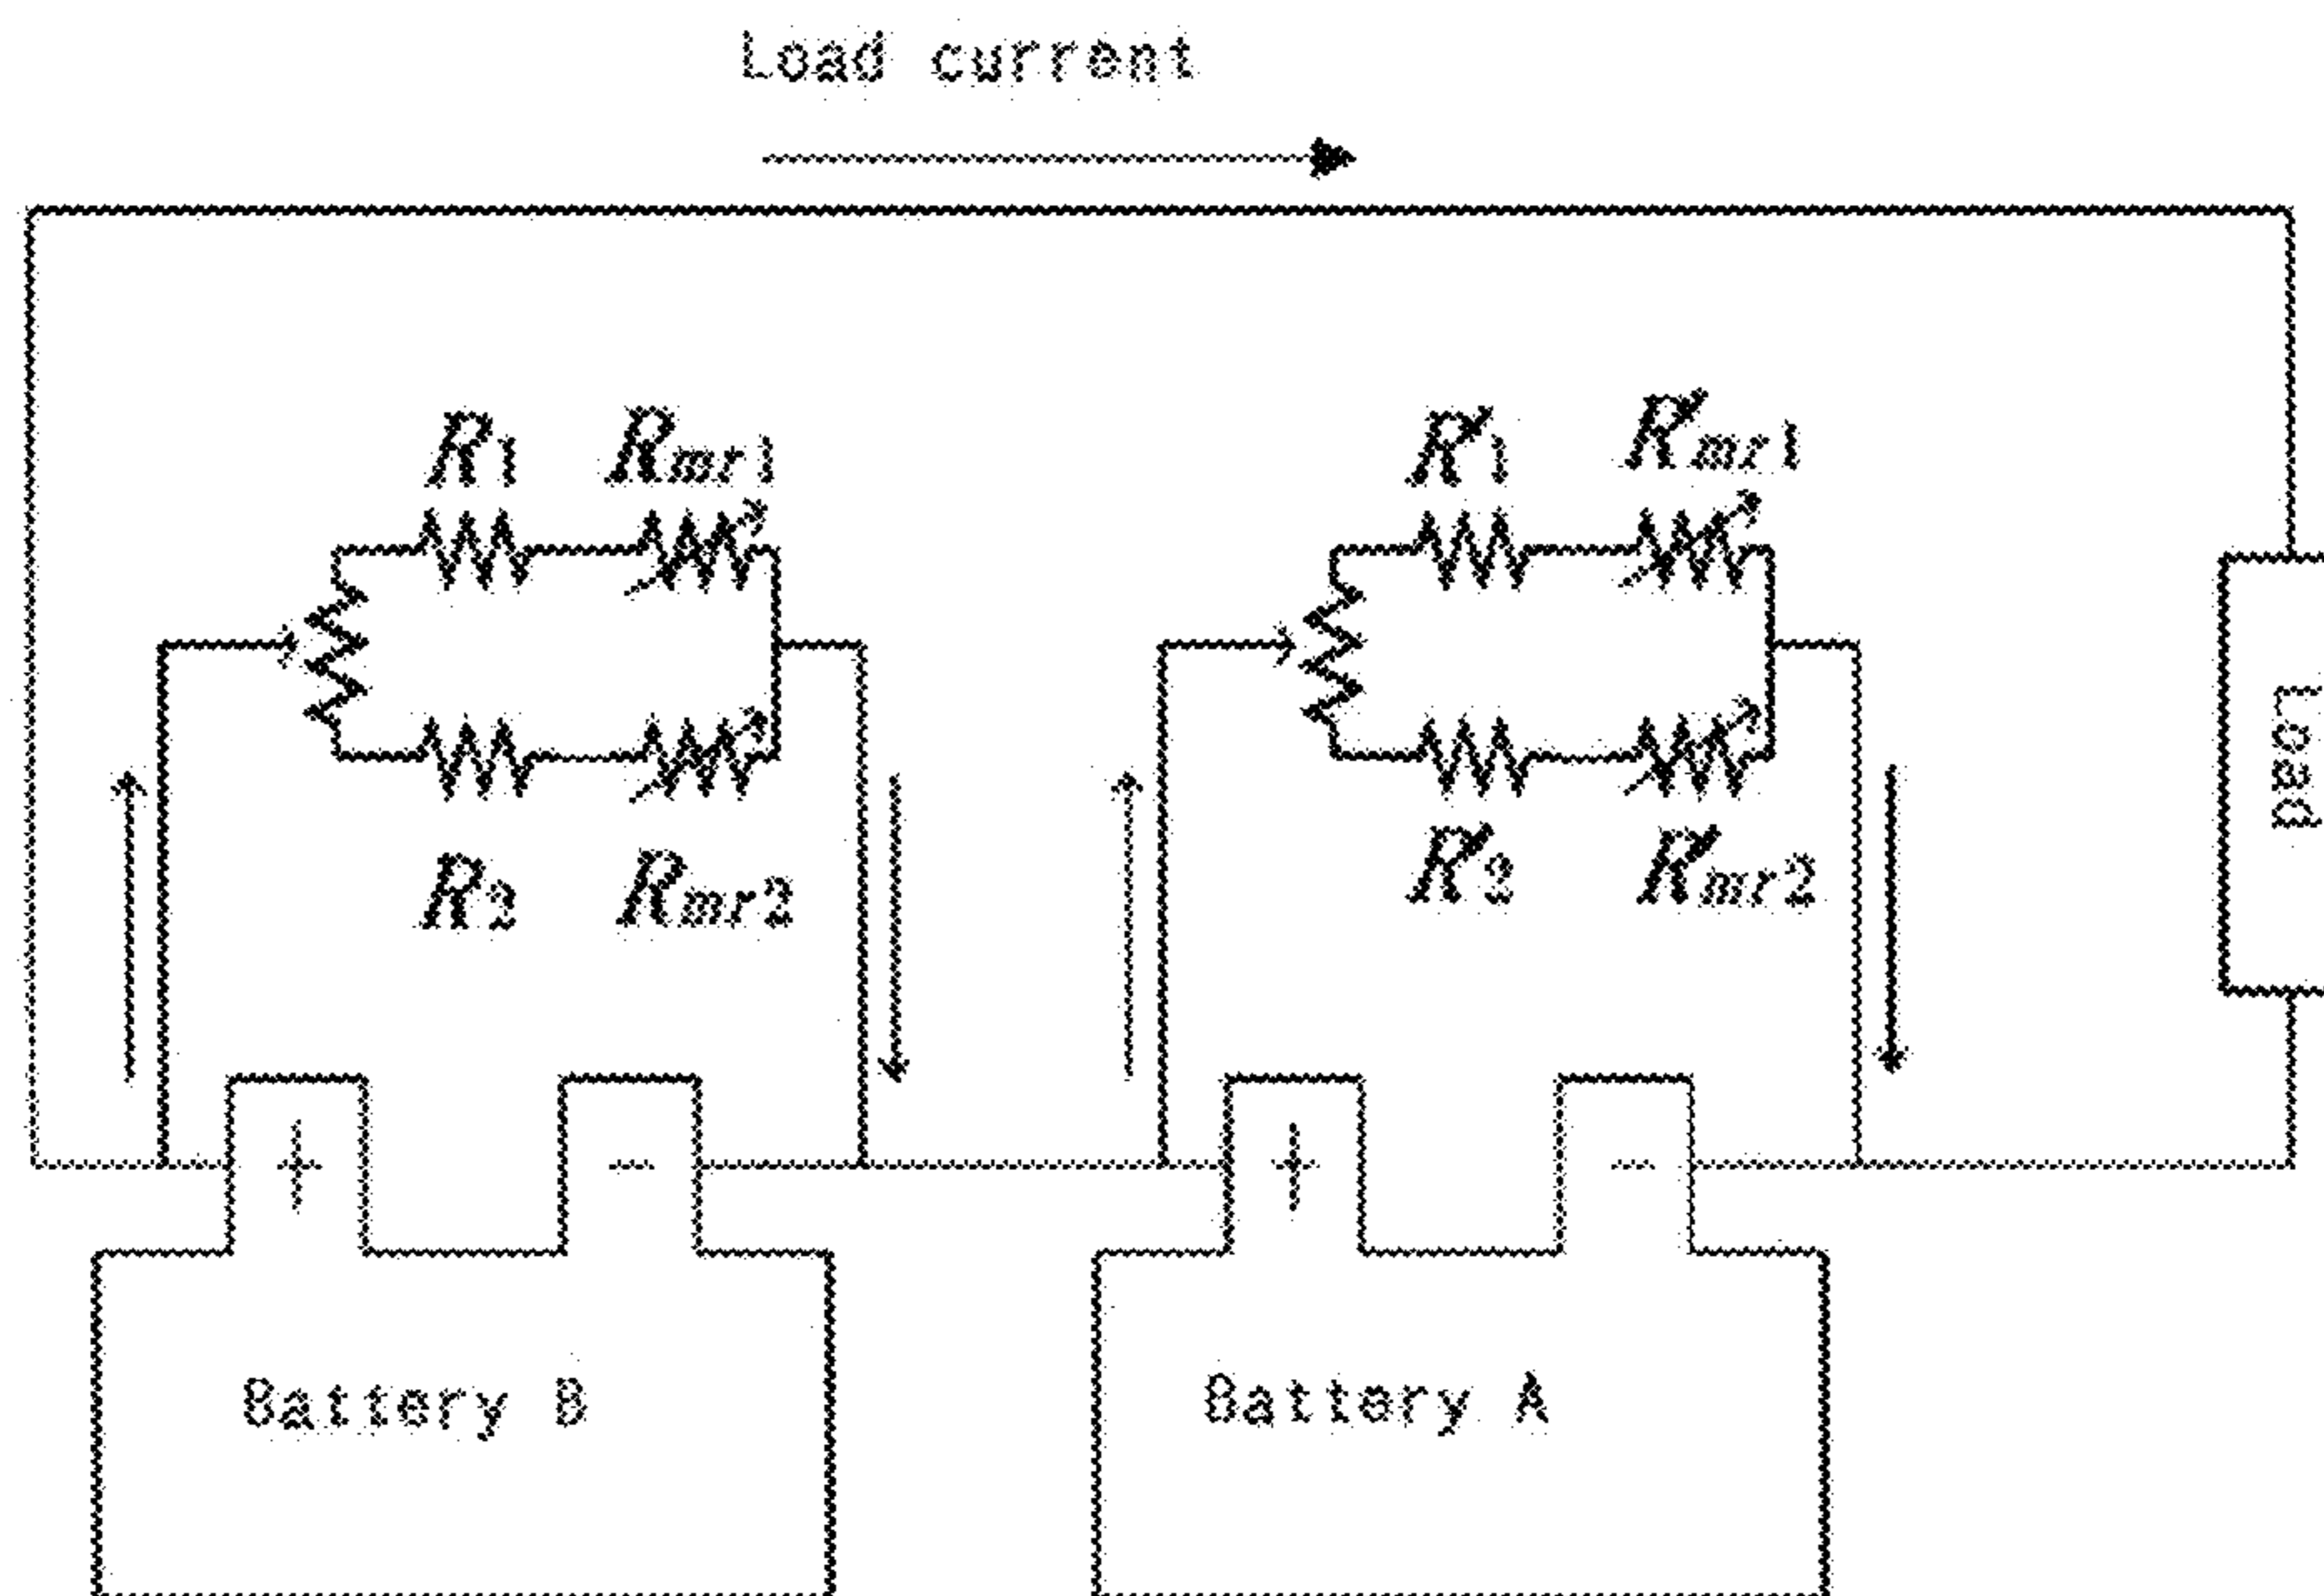 Load current
R1 Rmr1 R'1 R'mr1
Load
R2 Rmr2 R'2 R'mr2
+ - + -
Battery B Battery A